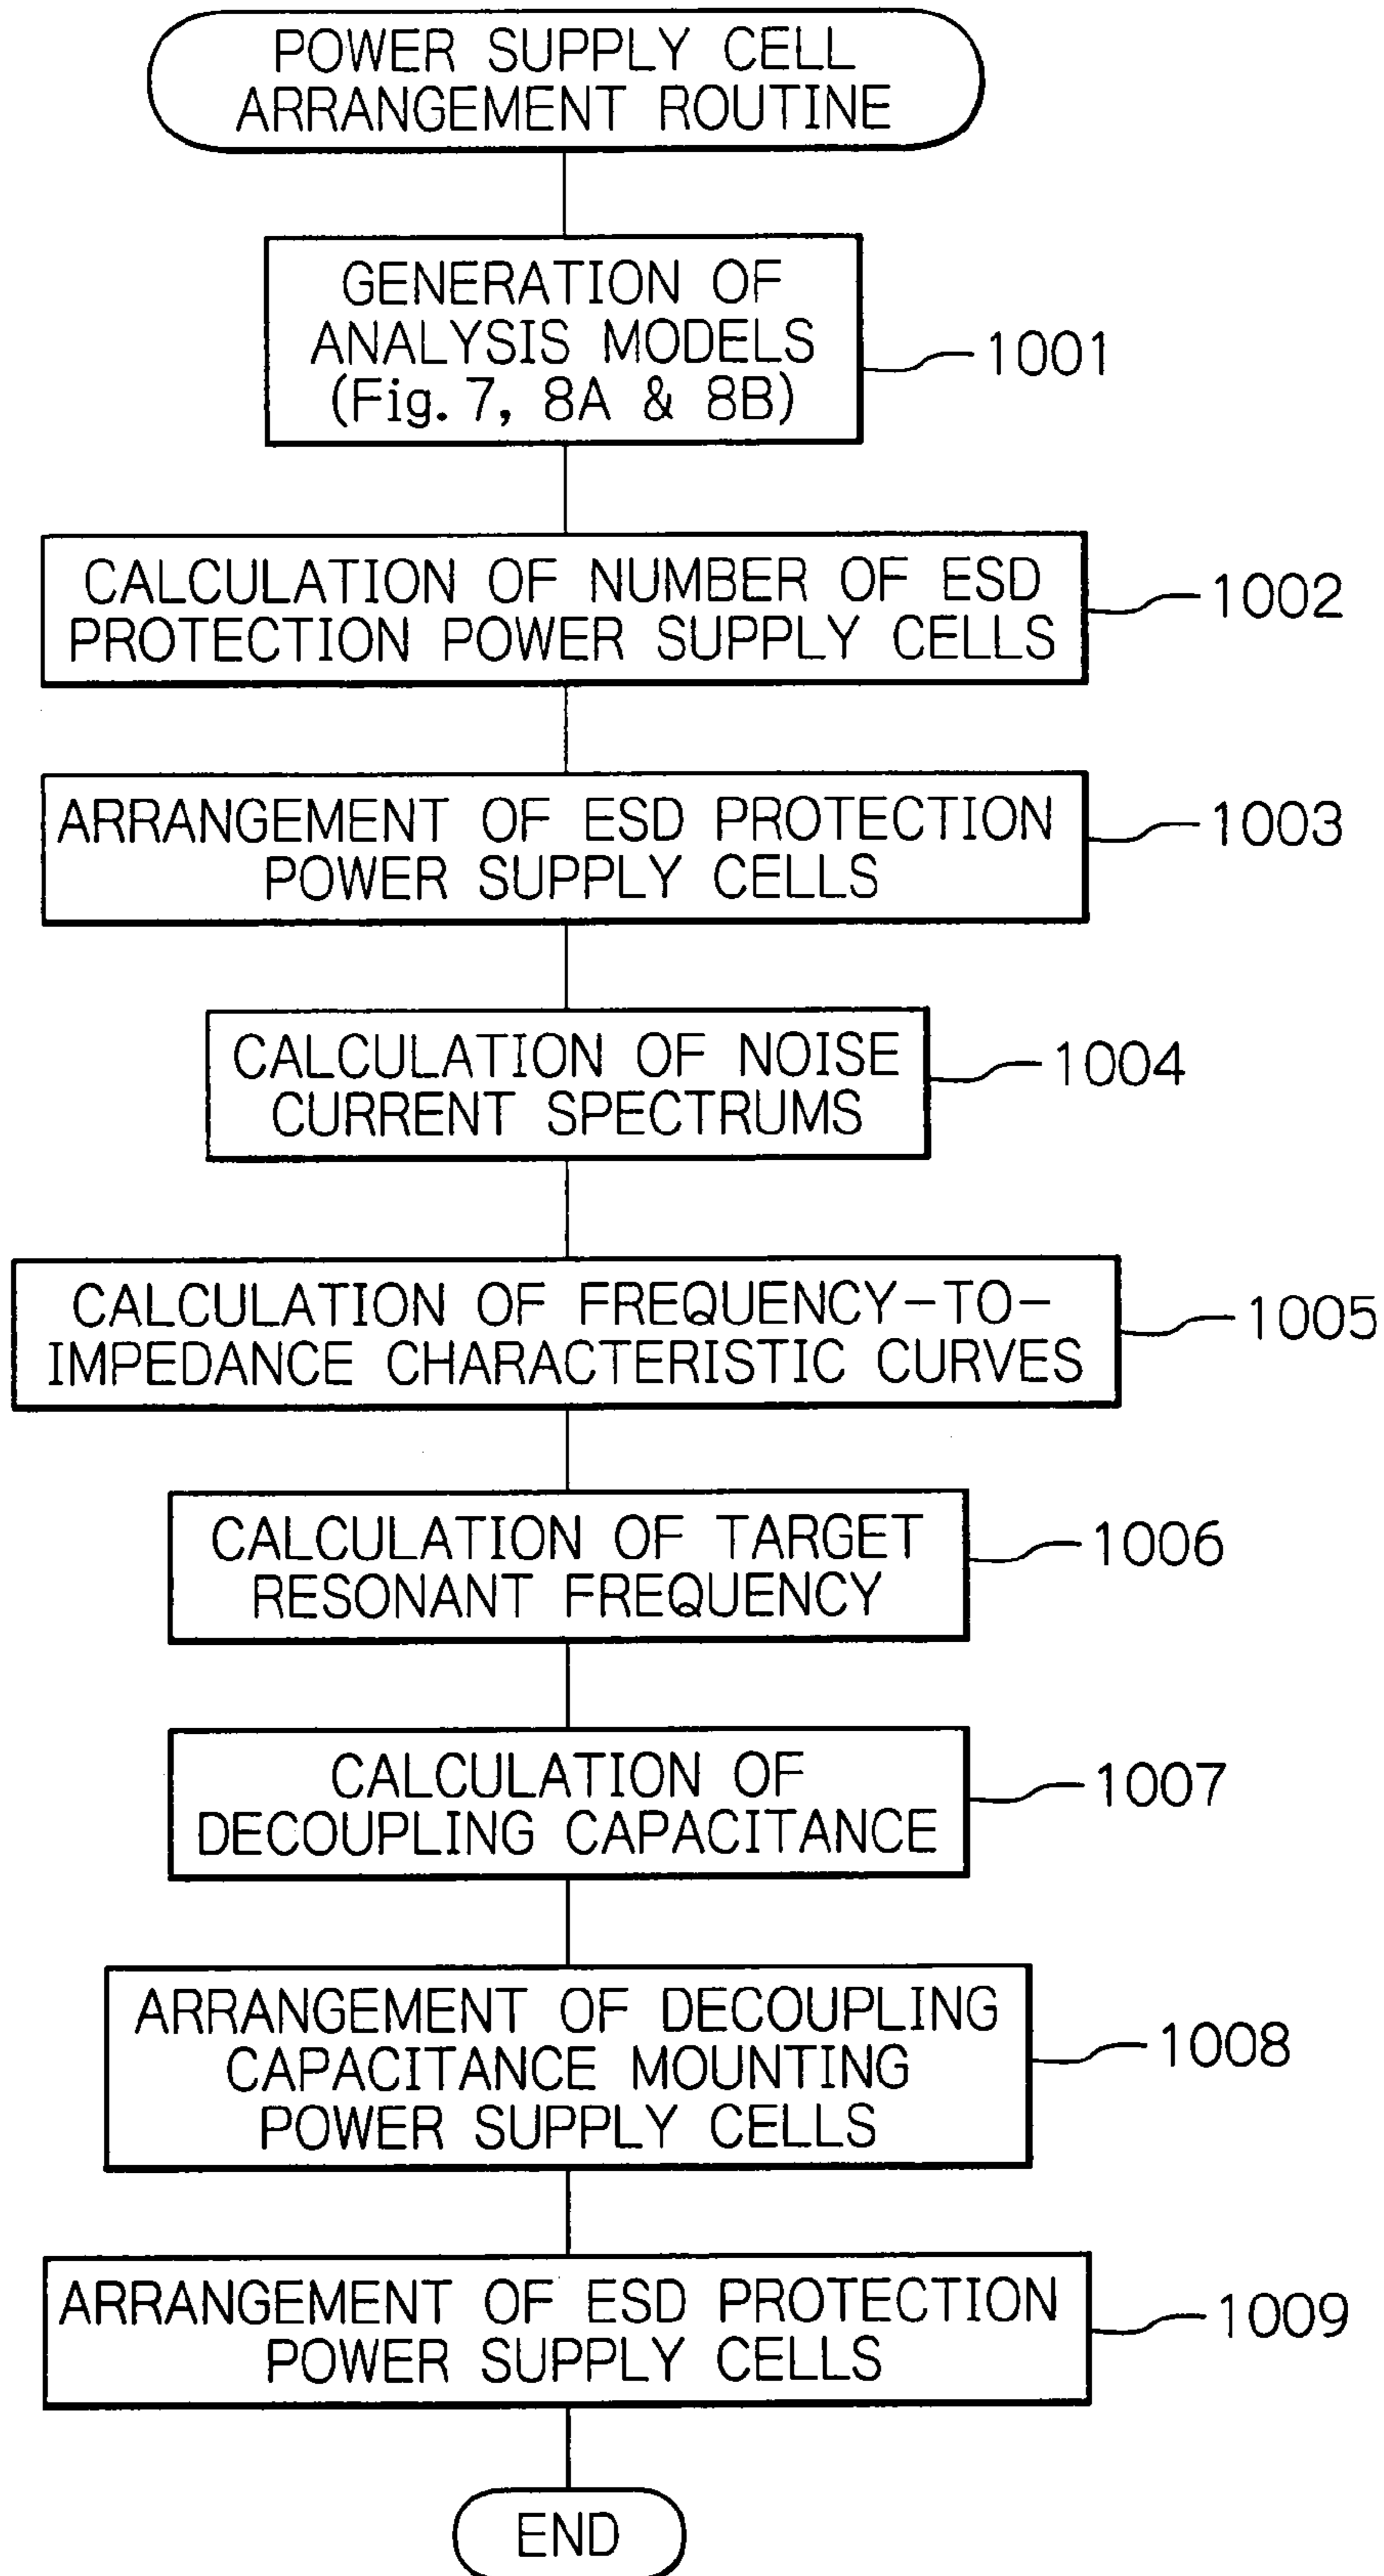 POWER SUPPLY CELL
ARRANGEMENT ROUTINE
GENERATION OF
ANALYSIS MODELS
(Fig. 7, 8A & 8B)
1001
CALCULATION OF NUMBER OF ESD
PROTECTION POWER SUPPLY CELLS
1002
ARRANGEMENT OF ESD PROTECTION
POWER SUPPLY CELLS
1003
CALCULATION OF NOISE
CURRENT SPECTRUMS
1004
CALCULATION OF FREQUENCY-TO-
IMPEDANCE CHARACTERISTIC CURVES
1005
CALCULATION OF TARGET
RESONANT FREQUENCY
1006
CALCULATION OF
DECOUPLING CAPACITANCE
1007
ARRANGEMENT OF DECOUPLING
CAPACITANCE MOUNTING
POWER SUPPLY CELLS
1008
ARRANGEMENT OF ESD PROTECTION
POWER SUPPLY CELLS
1009
END